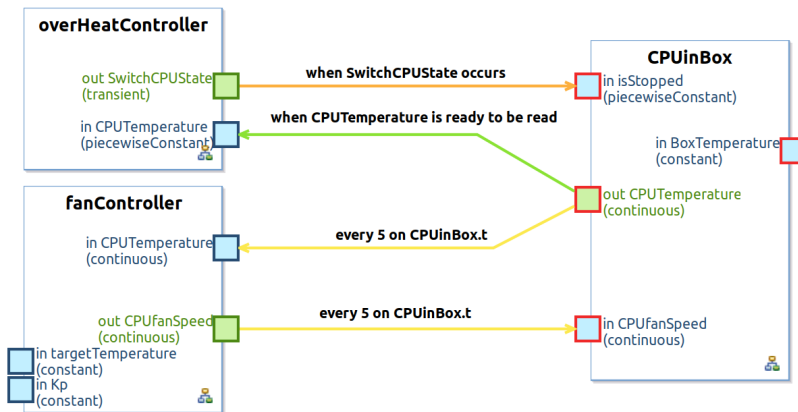 overHeatController
out SwitchCPUState
(transient)
in CPUTemperature
(piecewiseConstant)
when SwitchCPUState occurs
when CPUTemperature is ready to be read
CPUinBox
in isStopped
(piecewiseConstant)
in BoxTemperature
(constant)
out CPUTemperature
(continuous)
in CPUfanSpeed
(continuous)
fanController
in CPUTemperature
(continuous)
every 5 on CPUinBox.t
out CPUfanSpeed
(continuous)
every 5 on CPUinBox.t
in targetTemperature
(constant)
in Kp
(constant)